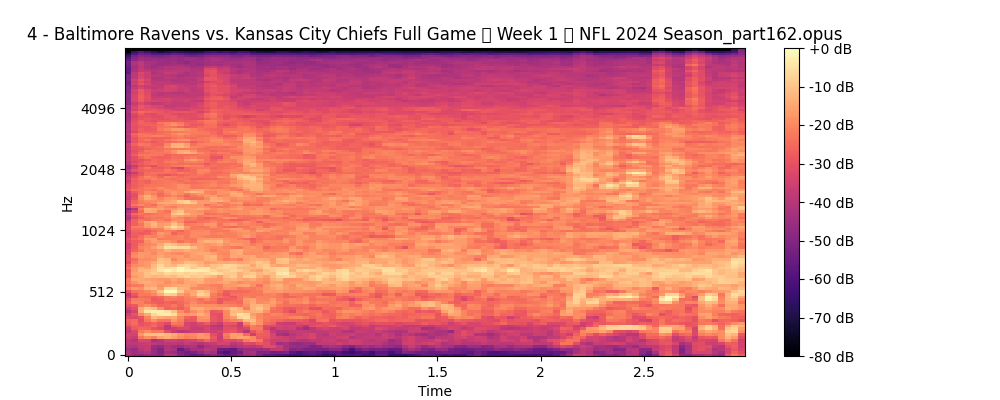 4 - Baltimore Ravens vs. Kansas City Chiefs Full Game ▯ Week 1 ▯ NFL 2024 Season_part162.opus
+0 dB
-10 dB
-20 dB
-30 dB
-40 dB
-50 dB
-60 dB
-70 dB
-80 dB
4096
2048
1024
512
0
Hz
0
0.5
1
1.5
2
2.5
Time